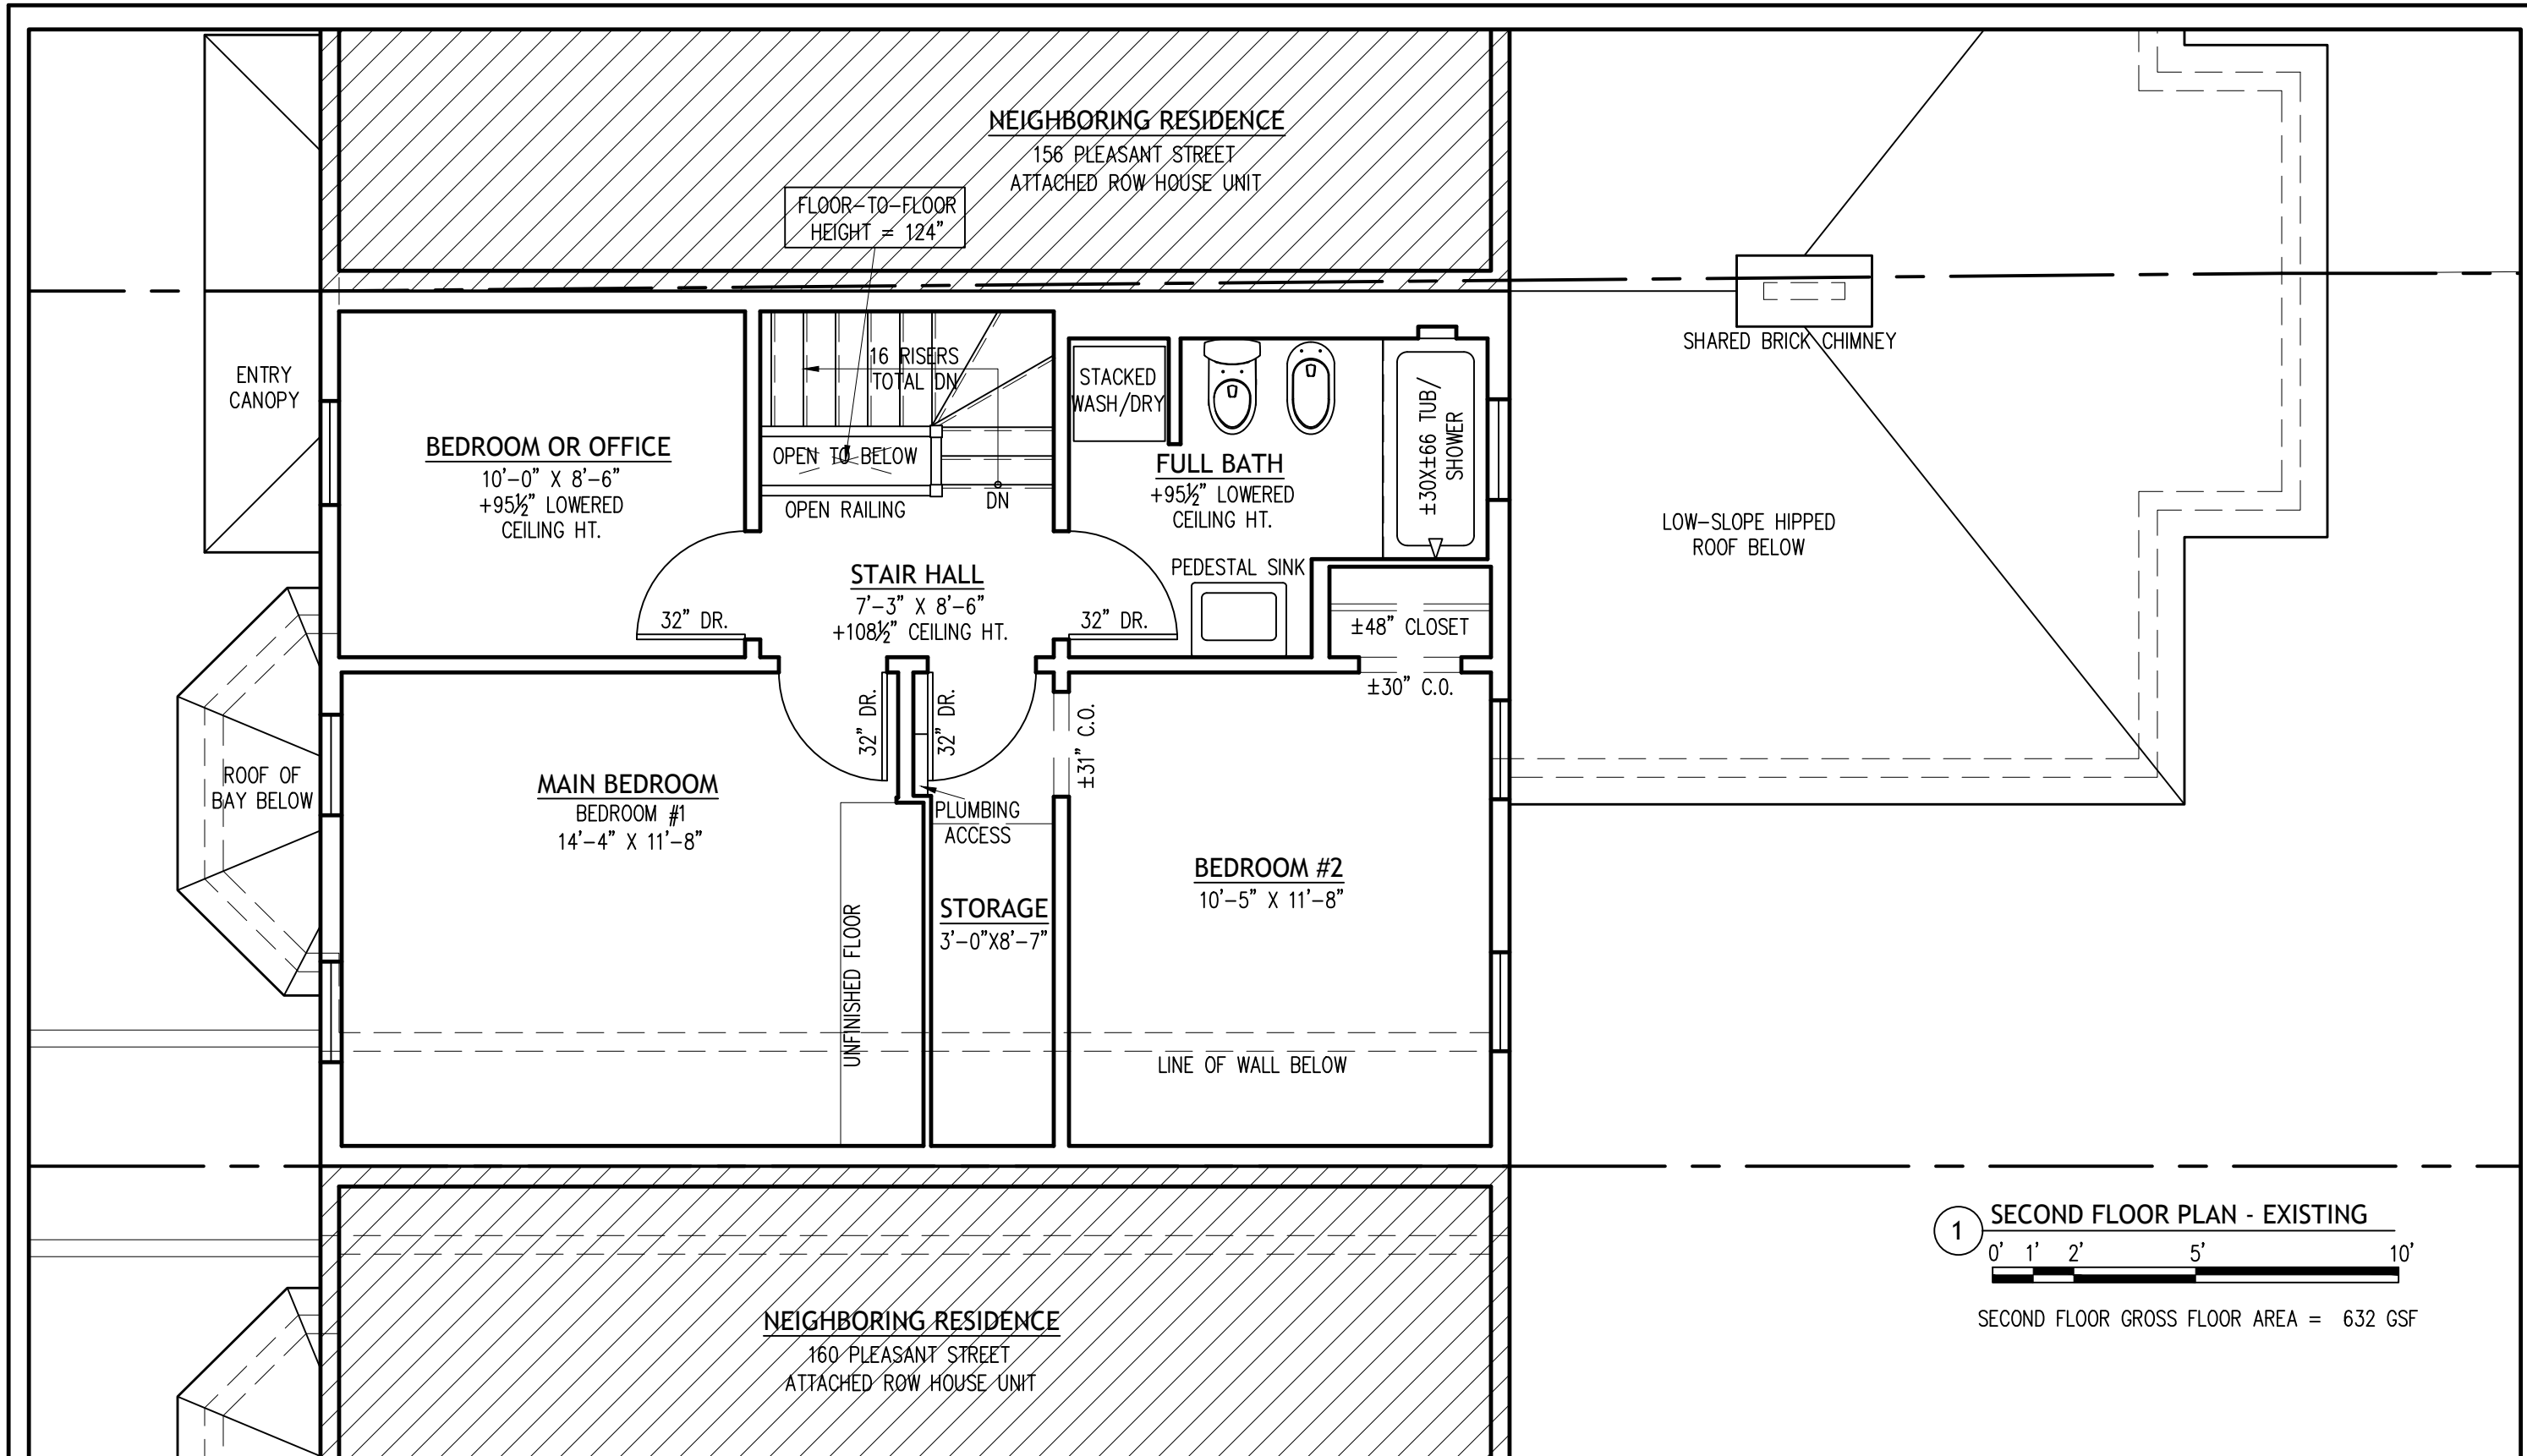 NEIGHBORING RESIDENCE
156 PLEASANT STREET
ATTACHED ROW HOUSE UNIT
FLOOR-TO-FLOOR
HEIGHT = 124"
SHARED BRICK CHIMNEY
ENTRY
CANOPY
16 RISERS
TOTAL DN
STACKED
WASH/DRY
±30X±66 TUB/
SHOWER
BEDROOM OR OFFICE
10'-0" X 8'-6"
+95½" LOWERED
CEILING HT.
OPEN TO BELOW
OPEN RAILING
DN
FULL BATH
+95½" LOWERED
CEILING HT.
LOW-SLOPE HIPPED
ROOF BELOW
STAIR HALL
7'-3" X 8'-6"
+108½" CEILING HT.
PEDESTAL SINK
32" DR.
32" DR.
±48" CLOSET
±30" C.O.
32" DR.
32" DR.
±31" C.O.
ROOF OF
BAY BELOW
MAIN BEDROOM
BEDROOM #1
14'-4" X 11'-8"
PLUMBING
ACCESS
BEDROOM #2
10'-5" X 11'-8"
STORAGE
3'-0"X8'-7"
UNFINISHED FLOOR
LINE OF WALL BELOW
1
SECOND FLOOR PLAN - EXISTING
0' 1' 2' 5' 10'
SECOND FLOOR GROSS FLOOR AREA = 632 GSF
NEIGHBORING RESIDENCE
160 PLEASANT STREET
ATTACHED ROW HOUSE UNIT